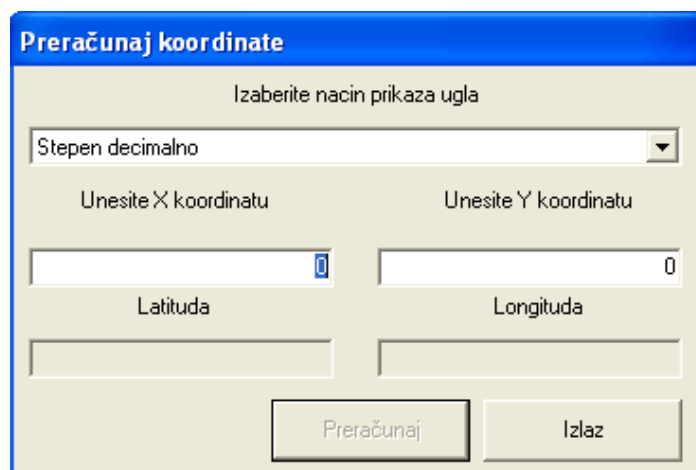 Preračunaj koordinate
Izaberite nacin prikaza ugla
Stepen decimalno
Unesite X koordinatu Unesite Y koordinatu
0 0
Latituda Longituda
Preračunaj Izlaz